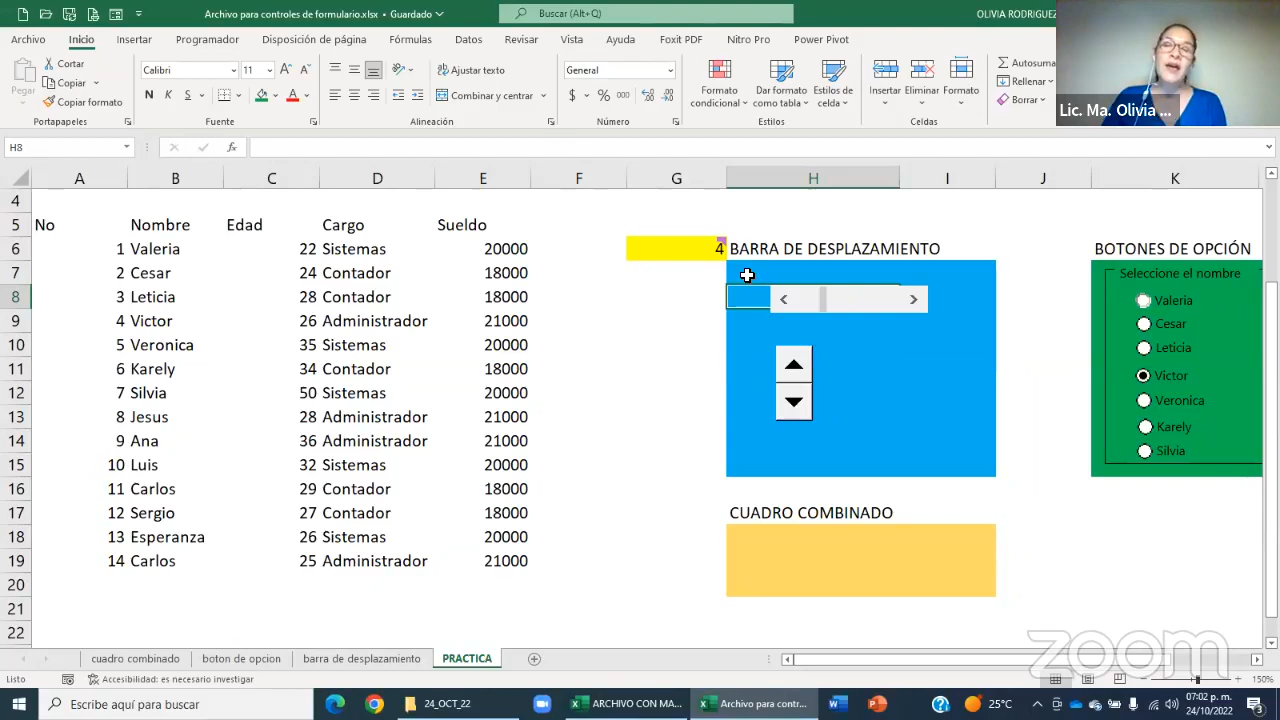 Archivo para controles de formulario.xlsx • Guardado
Buscar (Alt+Q)
OLIVIA RODRIGUEZ
Archivo Inicio Insertar Programador Disposición de página Fórmulas Datos Revisar Vista Ayuda Foxit PDF Nitro Pro Power Pivot
Pegar
Cortar
Copiar
Copiar formato
Portapapeles
Calibri 11
N K S
Fuente
Ajustar texto
Combinar y centrar
Alineación
General
$ % 000
Número
Formato condicional
Dar formato como tabla
Estilos de celda
Estilos
Insertar Eliminar Formato
Celdas
Autosuma
Rellenar
Borrar
Lic. Ma. Olivia ...
H8 fx
A B C D E F G H I J K
4
5 No Nombre Edad Cargo Sueldo
6 1 Valeria 22 Sistemas 20000 4 BARRA DE DESPLAZAMIENTO BOTONES DE OPCIÓN
7 2 Cesar 24 Contador 18000 Seleccione el nombre
8 3 Leticia 28 Contador 18000 Valeria
9 4 Victor 26 Administrador 21000 Cesar
10 5 Veronica 35 Sistemas 20000 Leticia
11 6 Karely 34 Contador 18000 Victor
12 7 Silvia 50 Sistemas 20000 Veronica
13 8 Jesus 28 Administrador 21000 Karely
14 9 Ana 36 Administrador 21000 Silvia
15 10 Luis 32 Sistemas 20000
16 11 Carlos 29 Contador 18000
17 12 Sergio 27 Contador 18000 CUADRO COMBINADO
18 13 Esperanza 26 Sistemas 20000
19 14 Carlos 25 Administrador 21000
20
21
22
zoom
cuadro combinado boton de opcion barra de desplazamiento PRACTICA
Listo Accesibilidad: es necesario investigar 150%
Escribe aquí para buscar
24_OCT_22
ARCHIVO CON MA...
Archivo para contr...
25°C
07:02 p. m.
24/10/2022